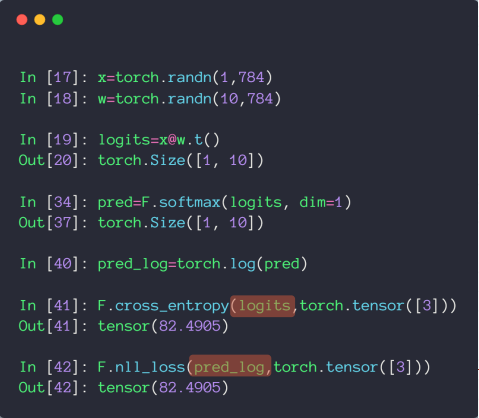 In [17]: x=torch.randn(1,784)
In [18]: w=torch.randn(10,784)
In [19]: logits=x@w.t()
Out[20]: torch.Size([1, 10])
In [34]: pred=F.softmax(logits, dim=1)
Out[37]: torch.Size([1, 10])
In [40]: pred_log=torch.log(pred)
In [41]: F.cross_entropy(logits,torch.tensor([3]))
Out[41]: tensor(82.4905)
In [42]: F.nll_loss(pred_log,torch.tensor([3]))
Out[42]: tensor(82.4905)